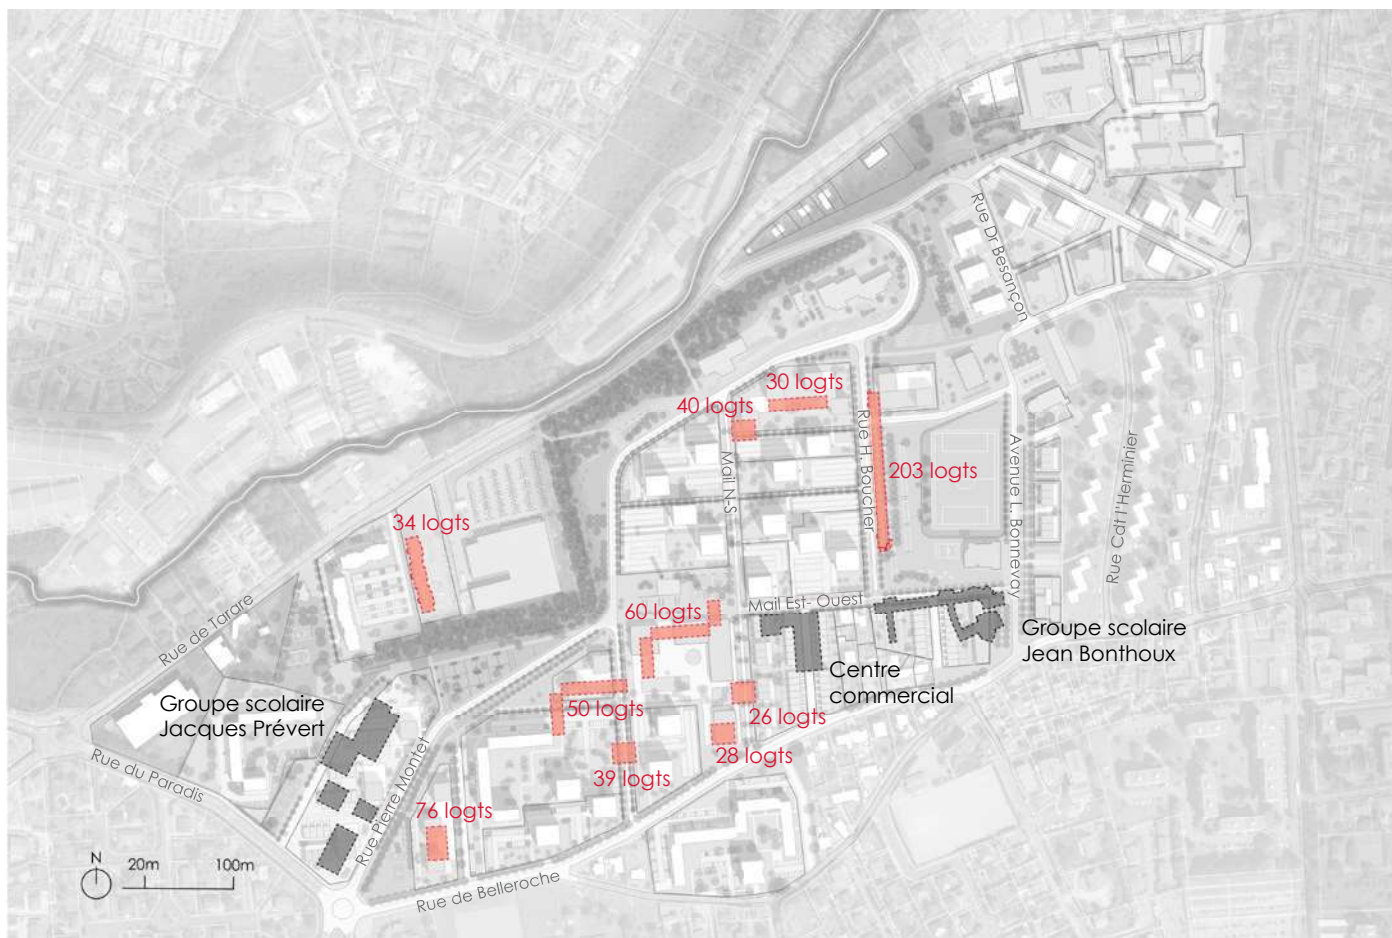 Rue Dr Besançon
30 logts
40 logts
Rue H. Boucher
203 logts
Mail N-S
Avenue L. Bonnevay
Rue Cdt l'Herminier
34 logts
Rue de Tarare
60 logts
Mail Est- Ouest
Groupe scolaire
Jean Bonthoux
Centre
commercial
Groupe scolaire
Jacques Prévert
50 logts
26 logts
28 logts
39 logts
Rue du Paradis
Rue Pierre Montet
76 logts
N
20m
100m
Rue de Belleroche